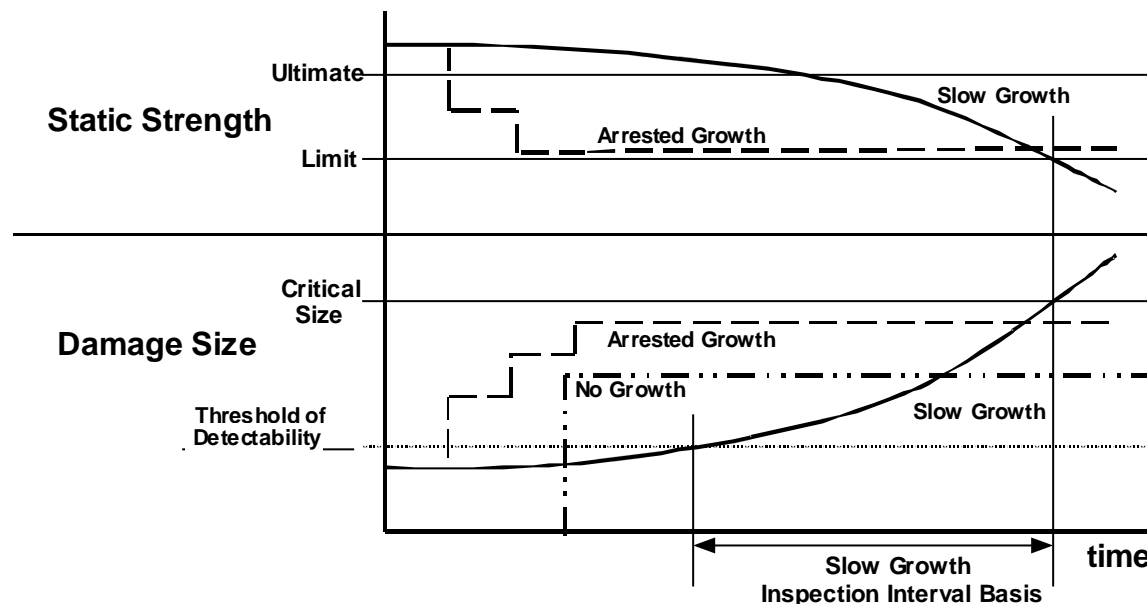 Ultimate
Slow Growth
Static Strength
Arrested Growth
Limit
Critical
Size
Damage Size
Arrested Growth
No Growth
Slow Growth
Threshold of
Detectability
time
Slow Growth
Inspection Interval Basis